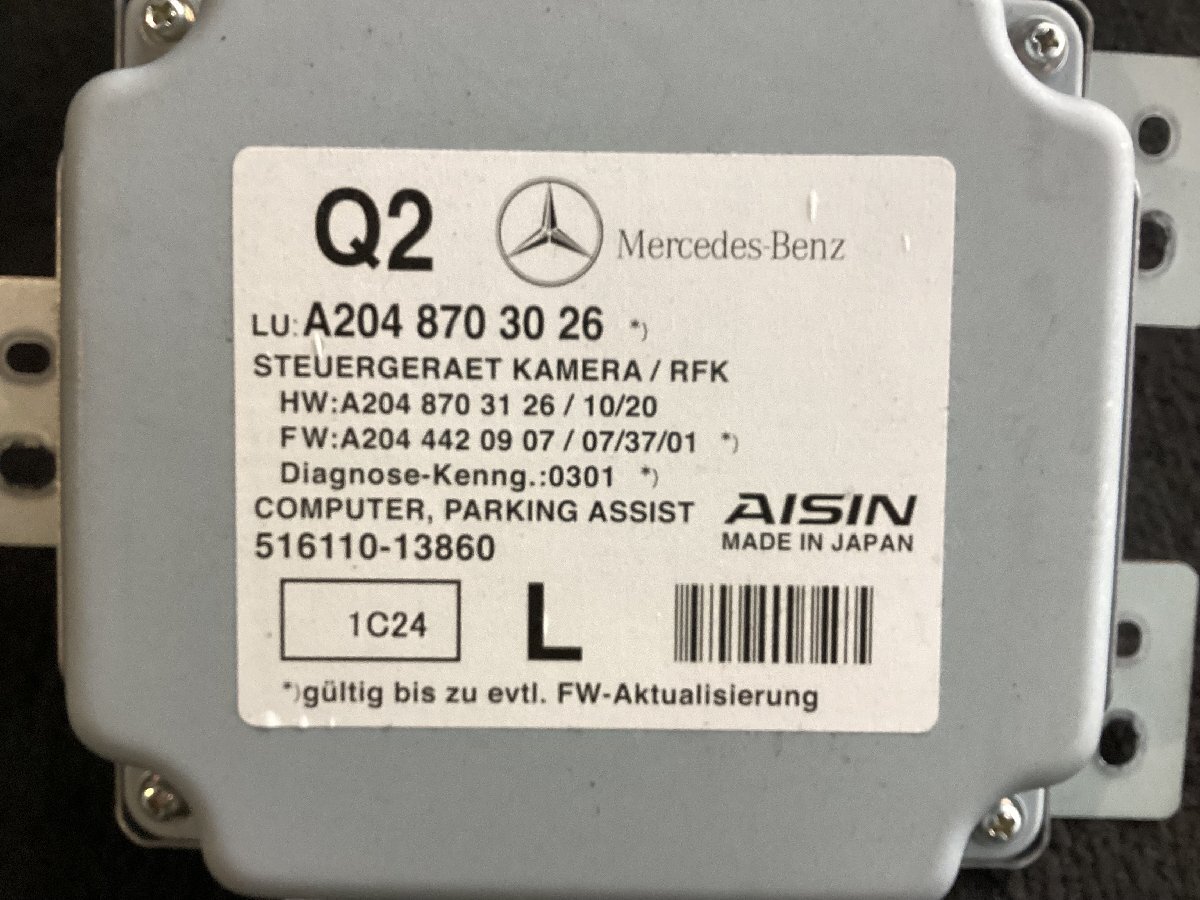 Q2 Mercedes-Benz
LU:A204 870 30 26 *)
STEUERGERAET KAMERA / RFK
HW:A204 870 31 26 / 10/20
FW:A204 442 09 07 / 07/37/01 *)
Diagnose-Kenng.:0301 *)
COMPUTER, PARKING ASSIST AISIN
516110-13860 MADE IN JAPAN
1C24 L
*)gültig bis zu evtl. FW-Aktualisierung